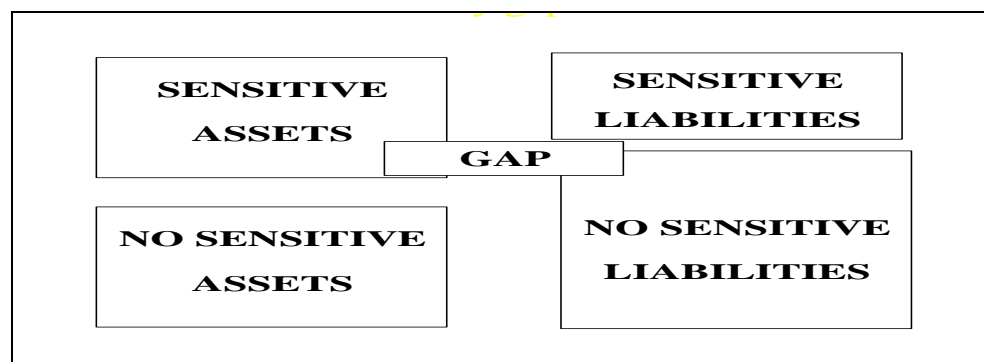 SENSITIVE
ASSETS
SENSITIVE
LIABILITIES
GAP
NO SENSITIVE
ASSETS
NO SENSITIVE
LIABILITIES